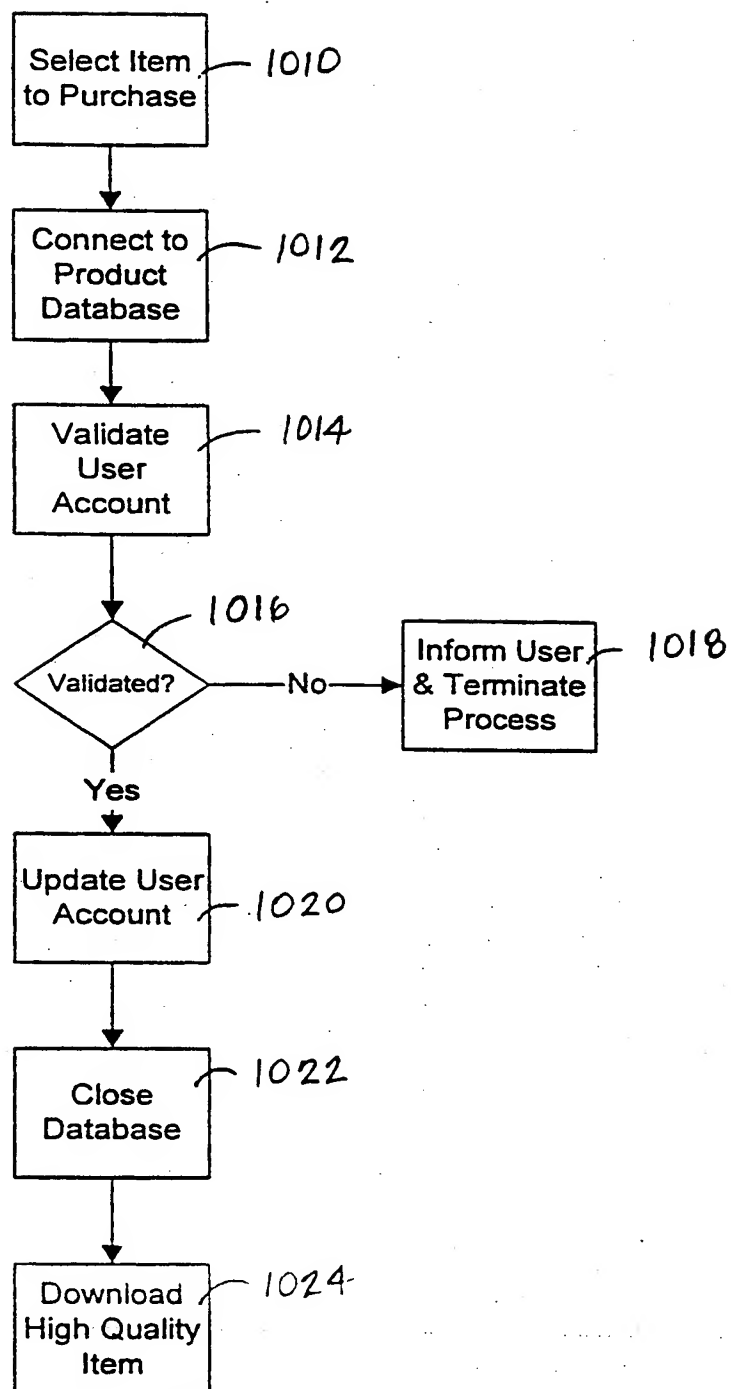 Select Item
to Purchase
1010
Connect to
Product
Database
1012
Validate
User
Account
1014
Validated?
1016
No
Inform User
& Terminate
Process
1018
Yes
Update User
Account
1020
Close
Database
1022
Download
High Quality
Item
1024